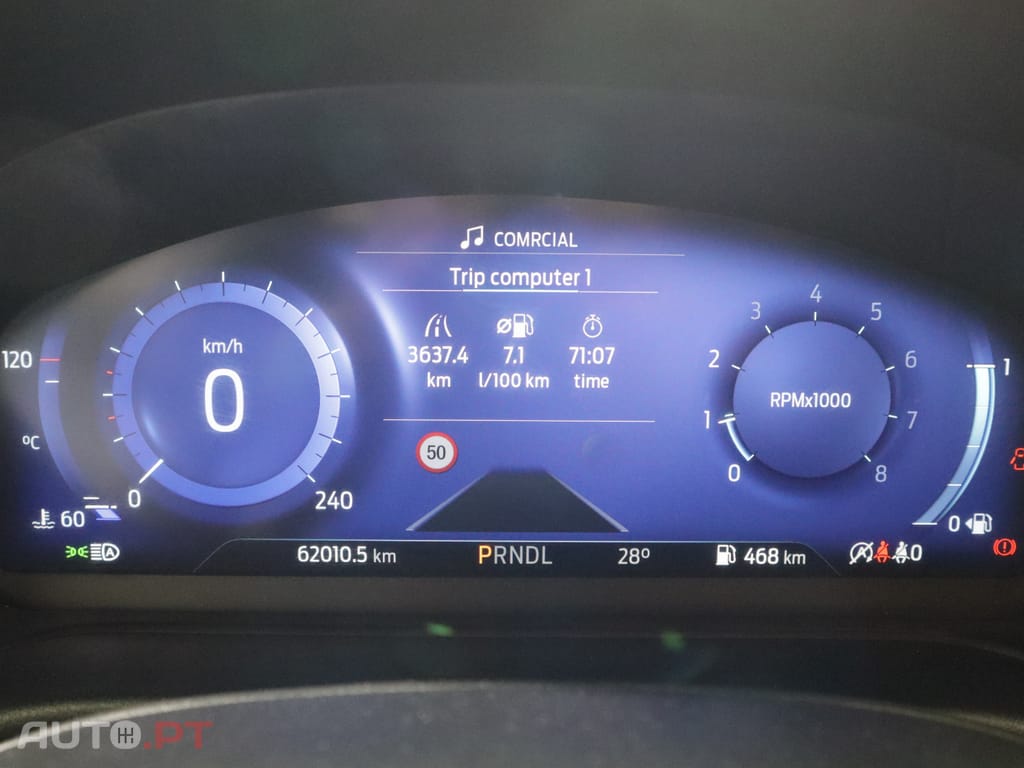 COMRCIAL
Trip computer 1
3637.4 7.1 71:07
km l/100 km time
50
120
°C
60
km/h
0
0 240
3 4 5
2 6
1 7
0 8
RPMx1000
1
0
62010.5 km PRNDL 28° 468 km
A
0
AUTO.PT